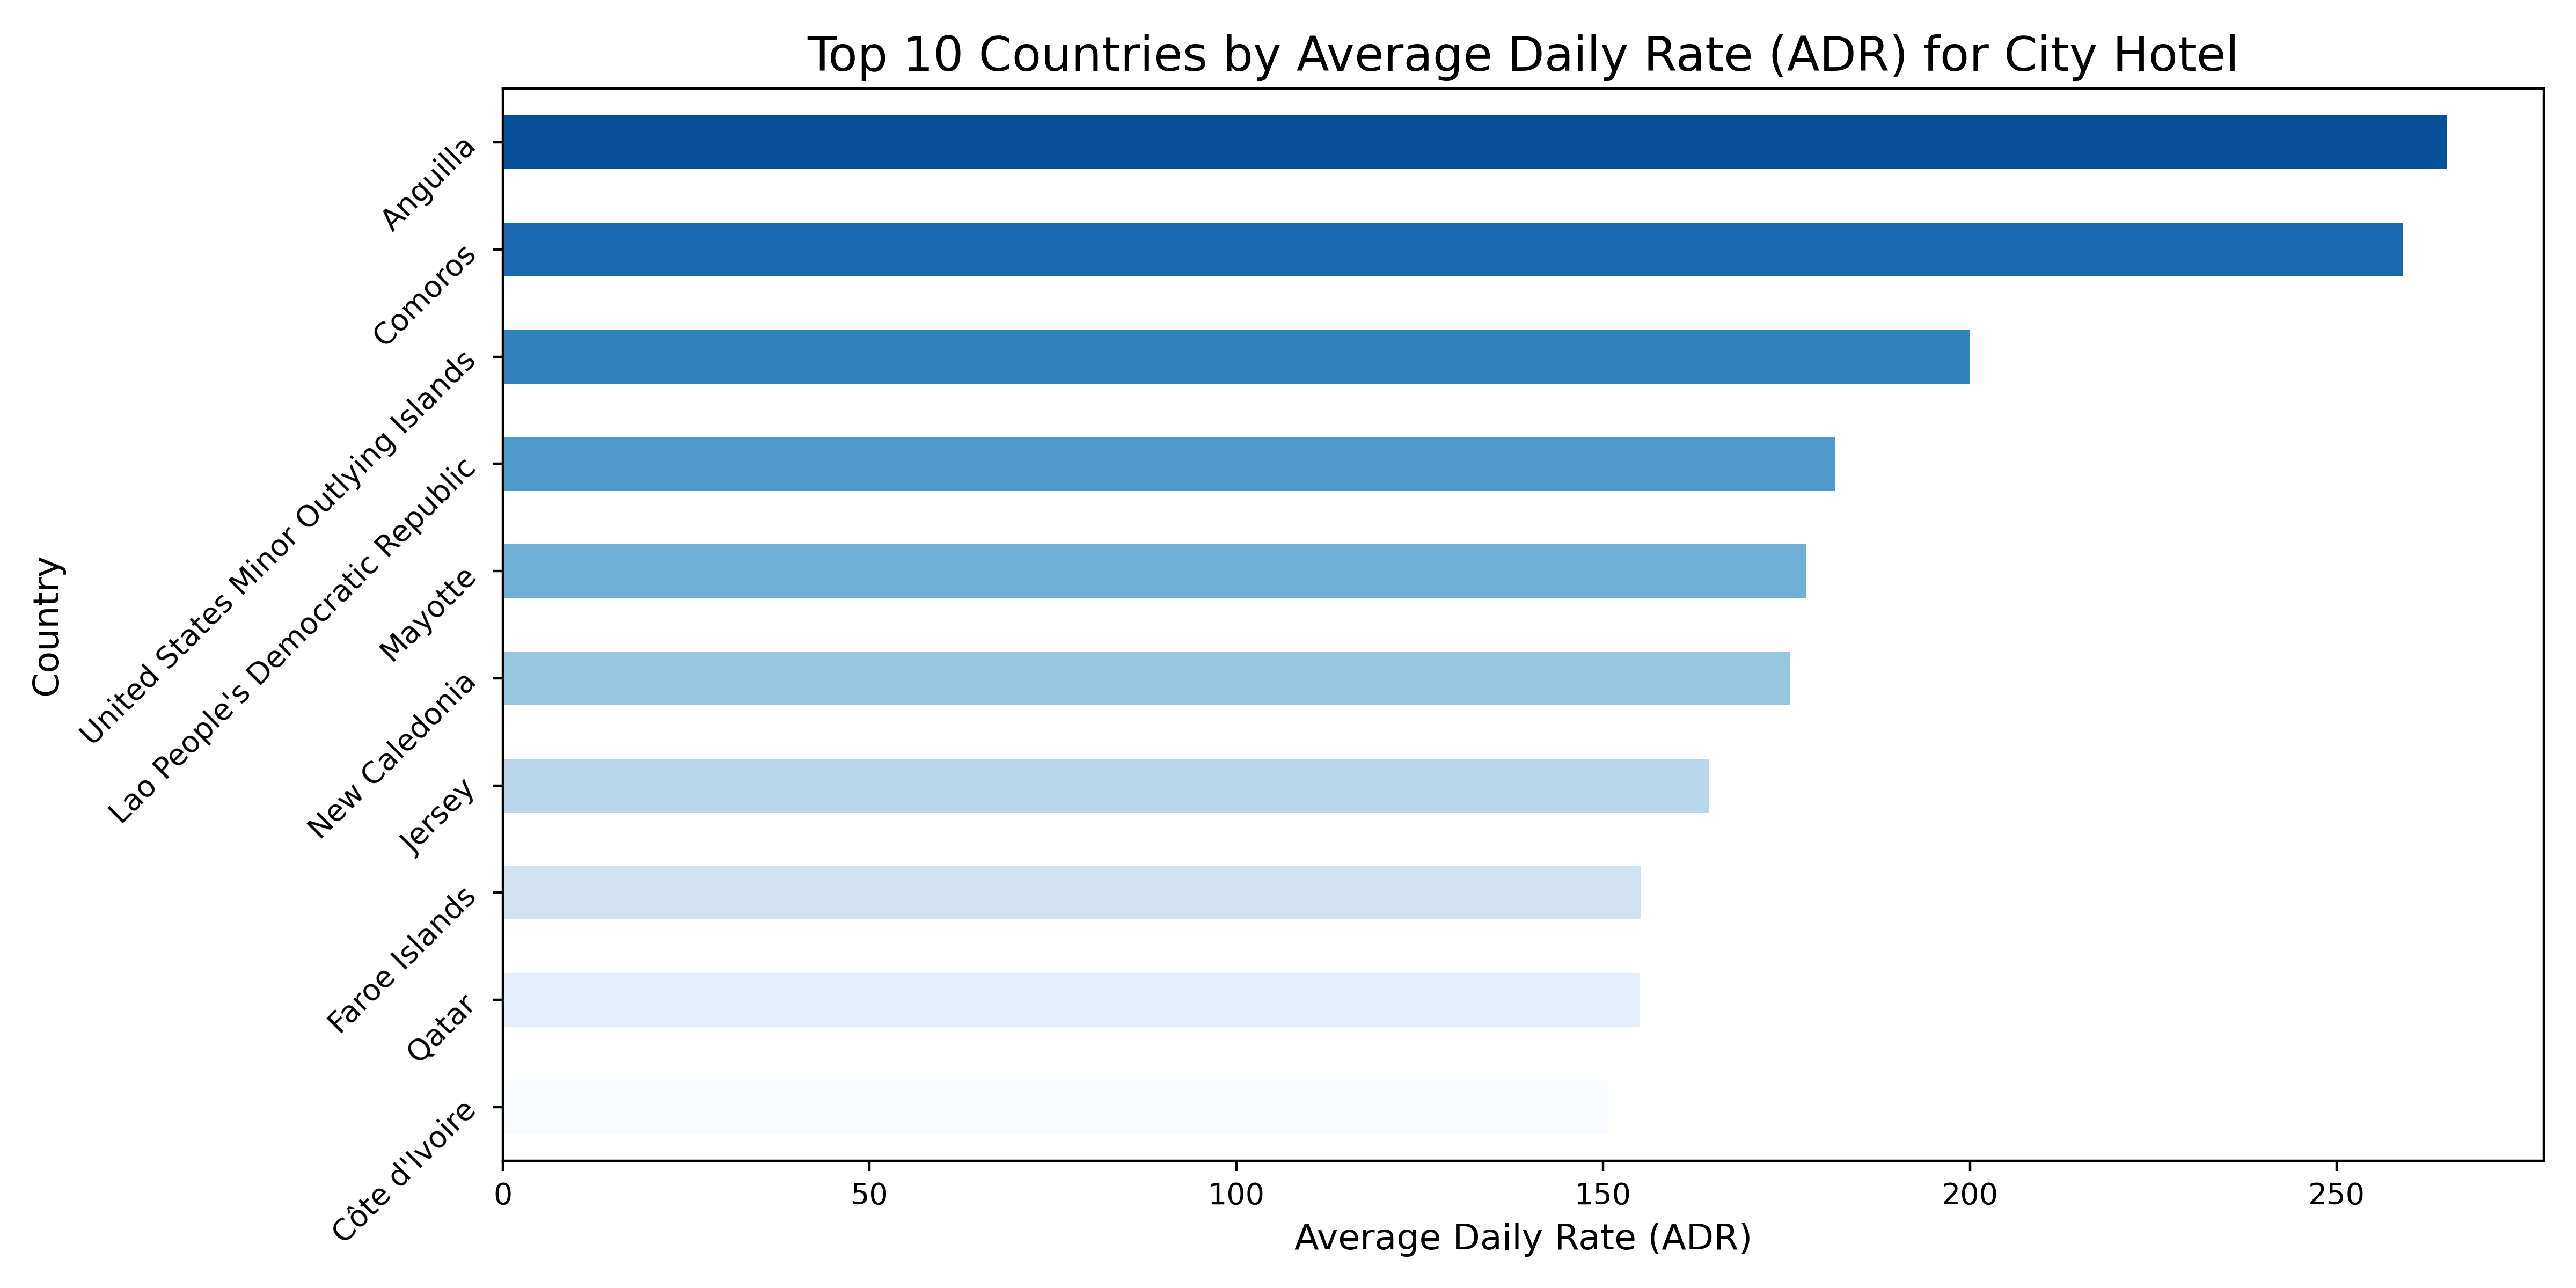 Top 10 Countries by Average Daily Rate (ADR) for City Hotel
Country
Anguilla
Comoros
United States Minor Outlying Islands
Lao People's Democratic Republic
Mayotte
New Caledonia
Jersey
Faroe Islands
Qatar
Côte d'Ivoire
0 50 100 150 200 250
Average Daily Rate (ADR)